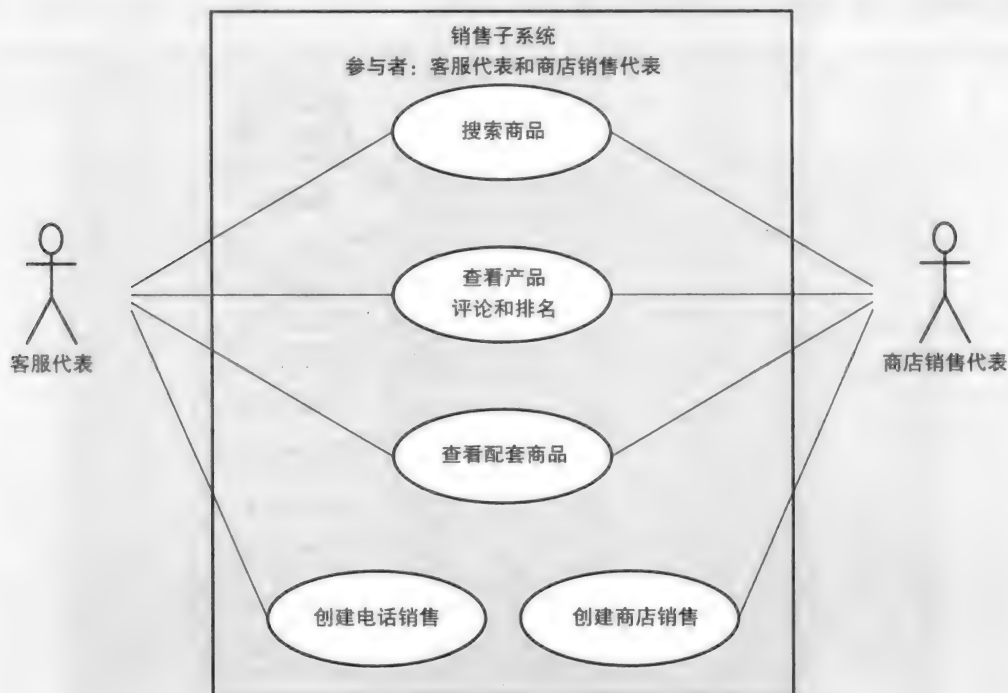 销售子系统
参与者：客服代表和商店销售代表
搜索商品
查看产品
评论和排名
客服代表
商店销售代表
查看配套商品
创建电话销售
创建商店销售